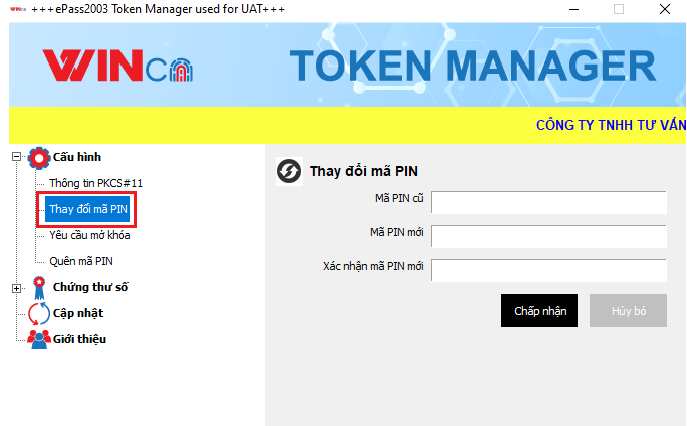 WINCA +++ePass2003 Token Manager used for UAT+++
WINCA TOKEN MANAGER
CÔNG TY TNHH TƯ VẤN
Cấu hình
Thông tin PKCS#11
Thay đổi mã PIN
Yêu cầu mở khóa
Quên mã PIN
Chứng thư số
Cập nhật
Giới thiệu
Thay đổi mã PIN
Mã PIN cũ
Mã PIN mới
Xác nhận mã PIN mới
Chấp nhận Hủy bỏ